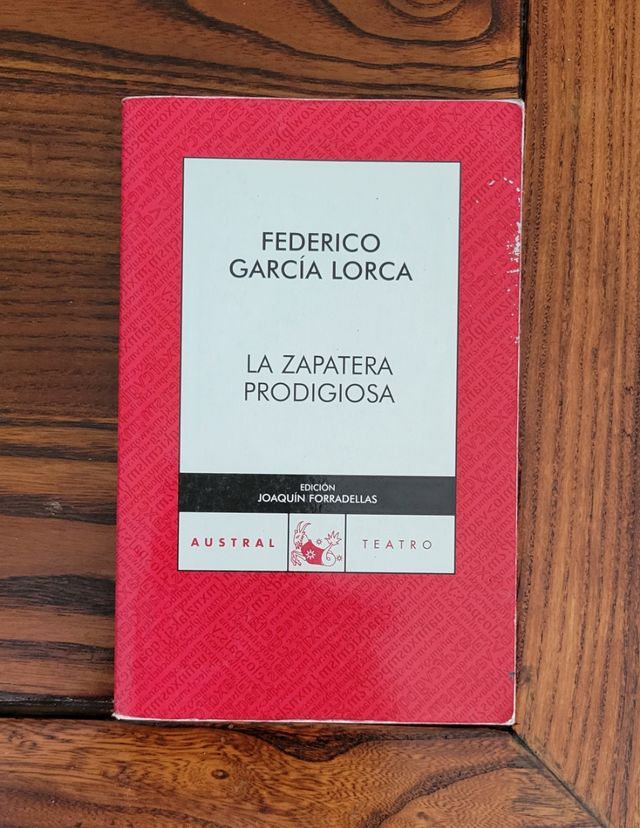 FEDERICO
GARCÍA LORCA
LA ZAPATERA
PRODIGIOSA
EDICIÓN
JOAQUÍN FORRADELLAS
AUSTRAL
TEATRO